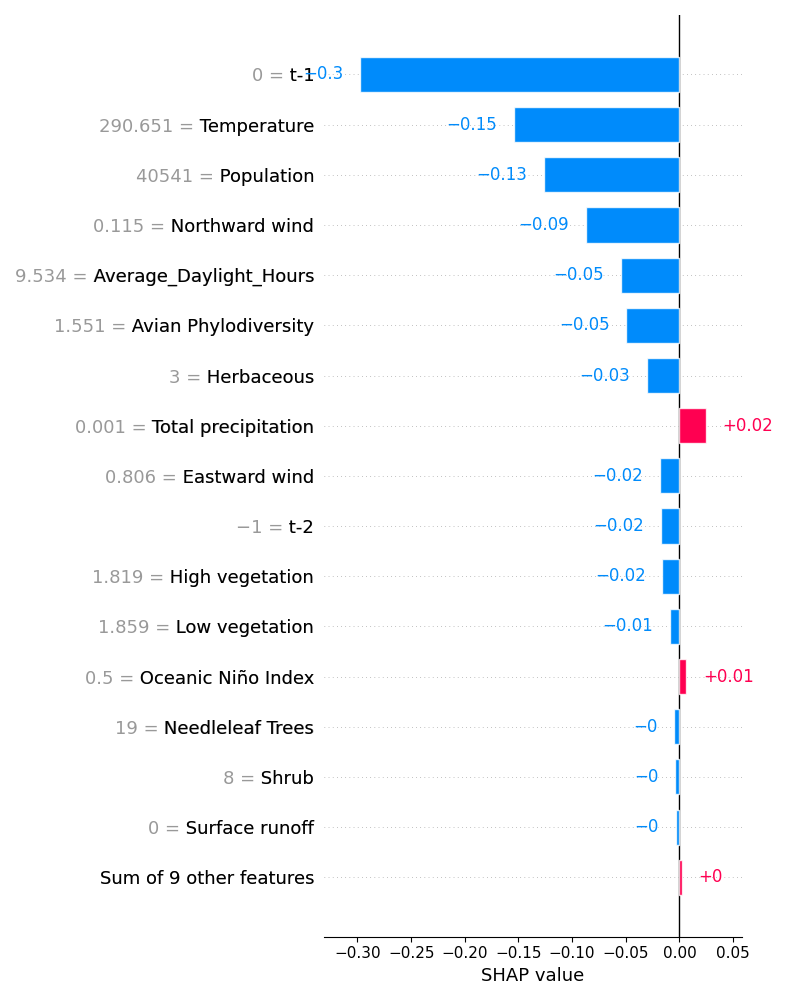 0 = t-1 −0.3
290.651 = Temperature −0.15
40541 = Population −0.13
0.115 = Northward wind −0.09
9.534 = Average_Daylight_Hours −0.05
1.551 = Avian Phylodiversity −0.05
3 = Herbaceous −0.03
0.001 = Total precipitation +0.02
0.806 = Eastward wind −0.02
−1 = t-2 −0.02
1.819 = High vegetation −0.02
1.859 = Low vegetation −0.01
0.5 = Oceanic Niño Index +0.01
19 = Needleleaf Trees −0
8 = Shrub −0
0 = Surface runoff −0
Sum of 9 other features +0
−0.30 −0.25 −0.20 −0.15 −0.10 −0.05 0.00 0.05
SHAP value